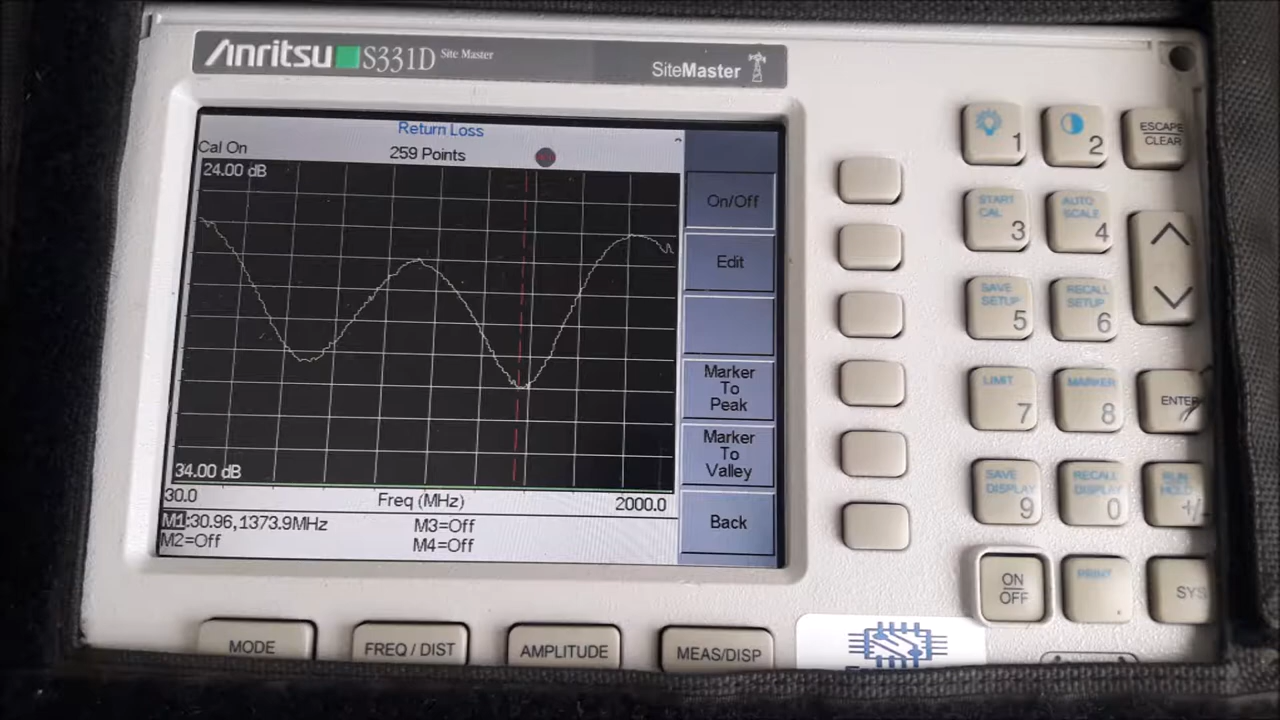 Anritsu S331D Site Master
SiteMaster
Return Loss
Cal On
259 Points
24.00 dB
34.00 dB
30.0
Freq (MHz)
2000.0
M1:30.96,1373.9MHz
M3=Off
M2=Off
M4=Off
On/Off
Edit
Marker
To
Peak
Marker
To
Valley
Back
1
2
ESCAPE
CLEAR
START
CAL
3
AUTO
SCALE
4
SAVE
SETUP
5
RECALL
SETUP
6
LIMIT
7
MARKER
8
ENTER
SAVE
DISPLAY
9
RECALL
DISPLAY
0
RUN
HOLD
+/-
ON
OFF
PRINT
.
SYS
MODE
FREQ / DIST
AMPLITUDE
MEAS/DISP